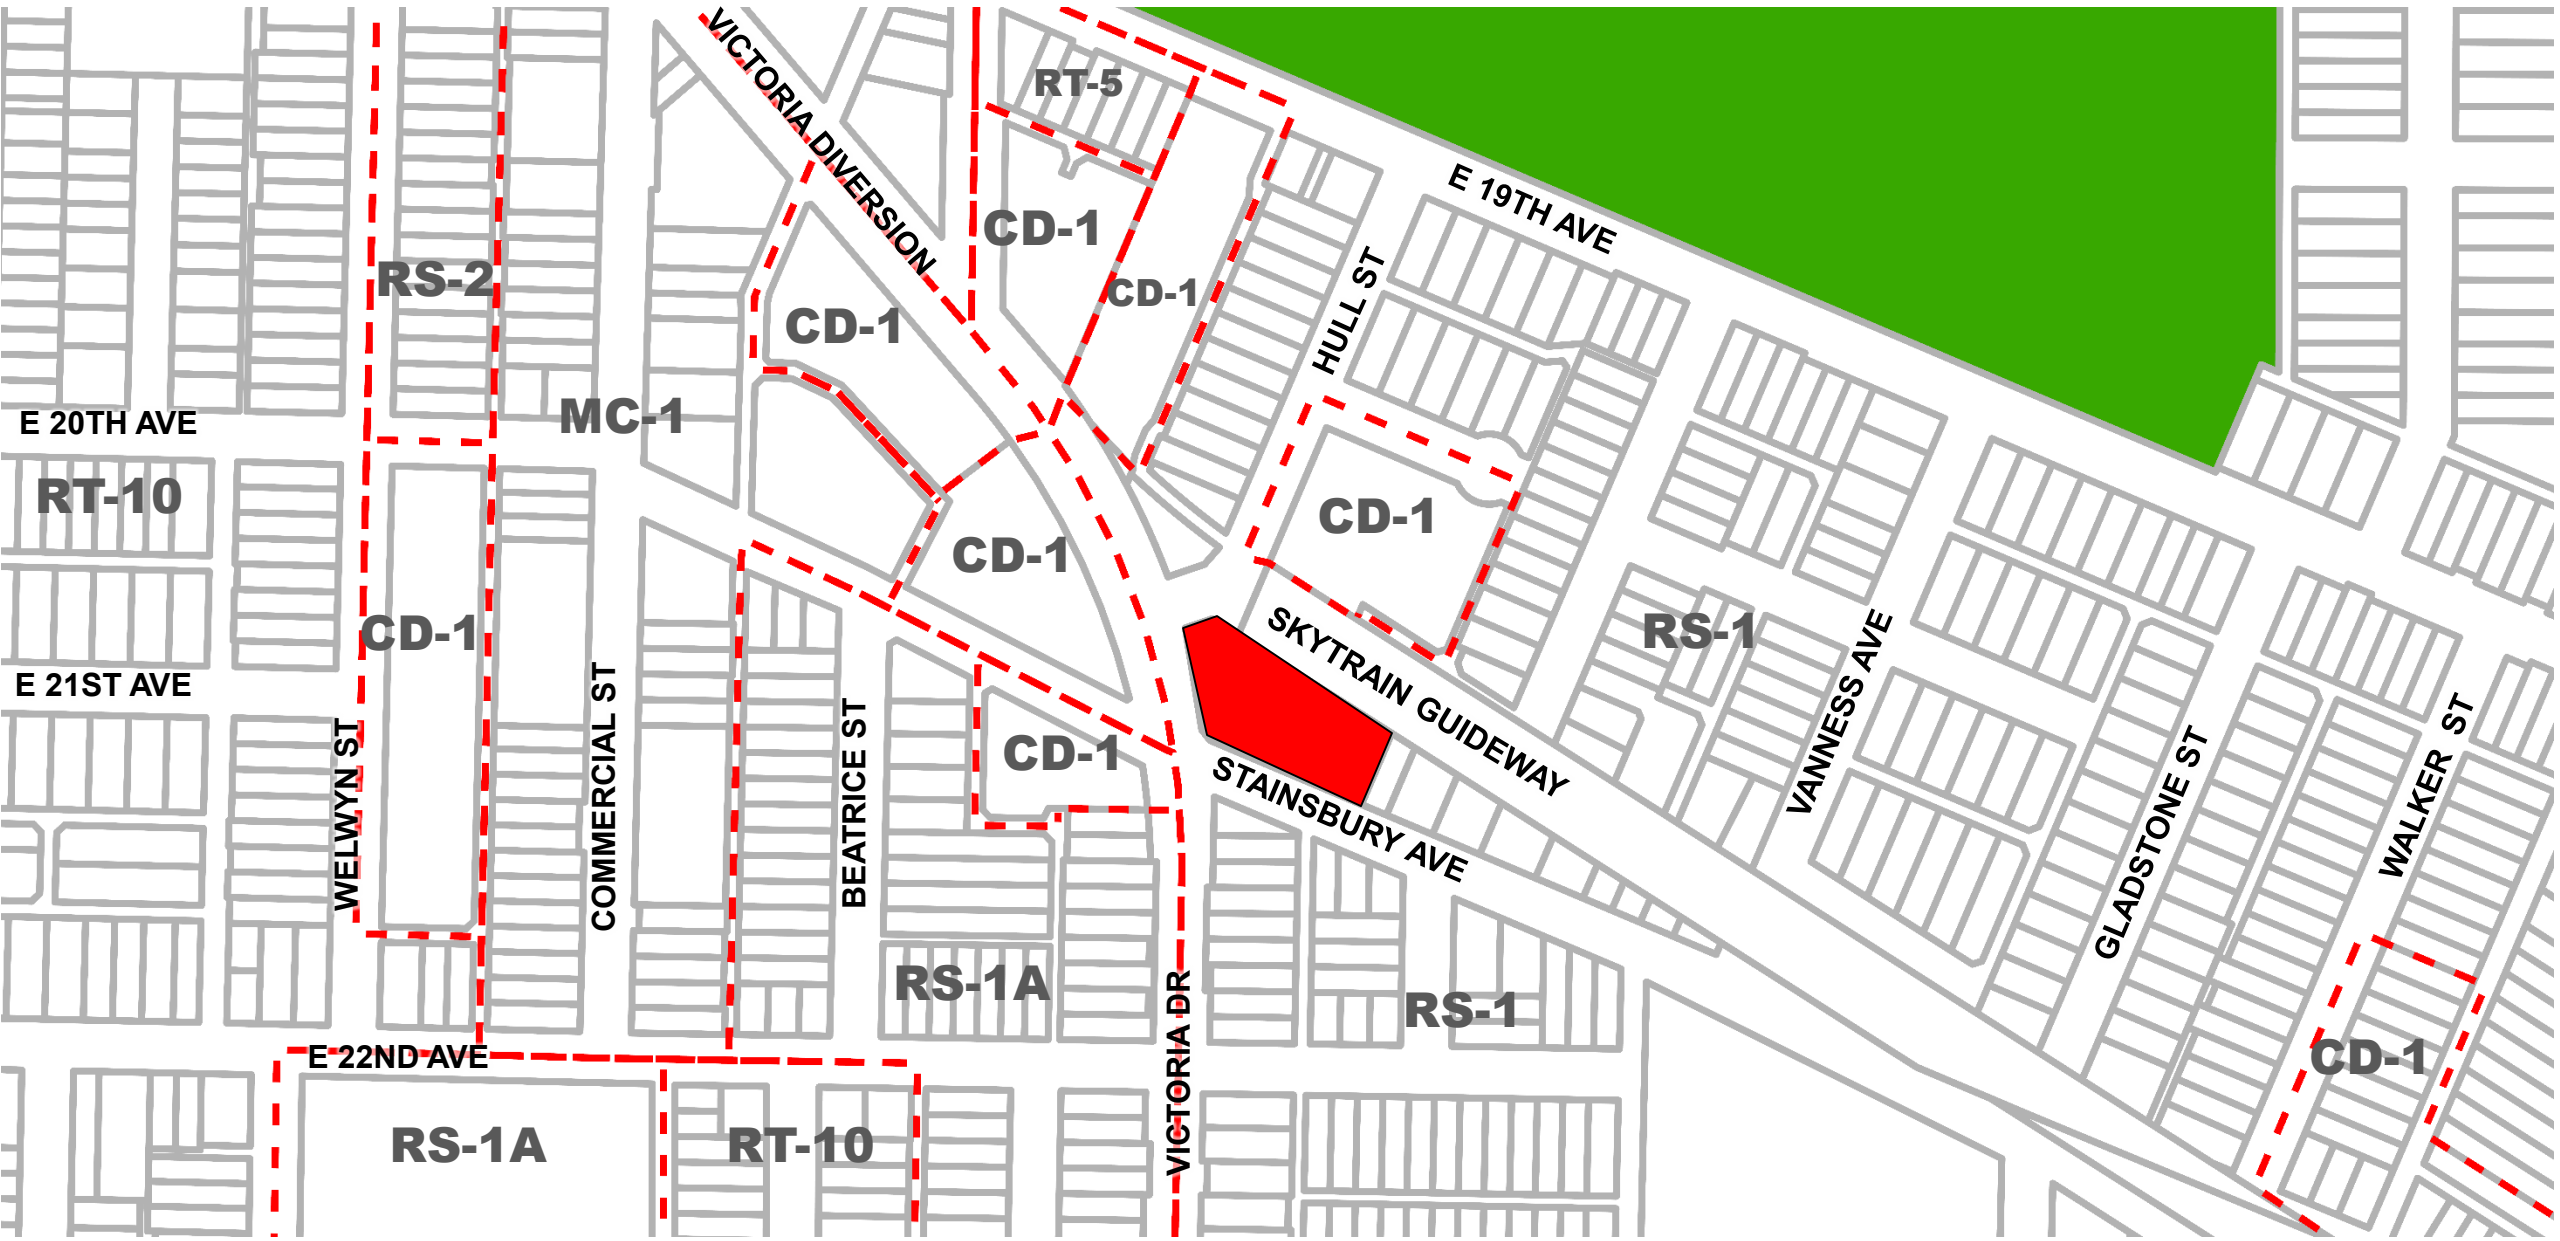 VICTORIA DIVERSION
RT-5
E 19TH AVE
CD-1
RS-2
CD-1
HULL ST
CD-1
MC-1
E 20TH AVE
RT-10
CD-1
CD-1
CD-1
RS-1
SKYTRAIN GUIDEWAY
VANNESS AVE
E 21ST AVE
WELWYN ST
COMMERCIAL ST
BEATRICE ST
CD-1
STAINSBURY AVE
GLADSTONE ST
WALKER ST
RS-1A
RS-1
VICTORIA DR
E 22ND AVE
CD-1
RS-1A
RT-10